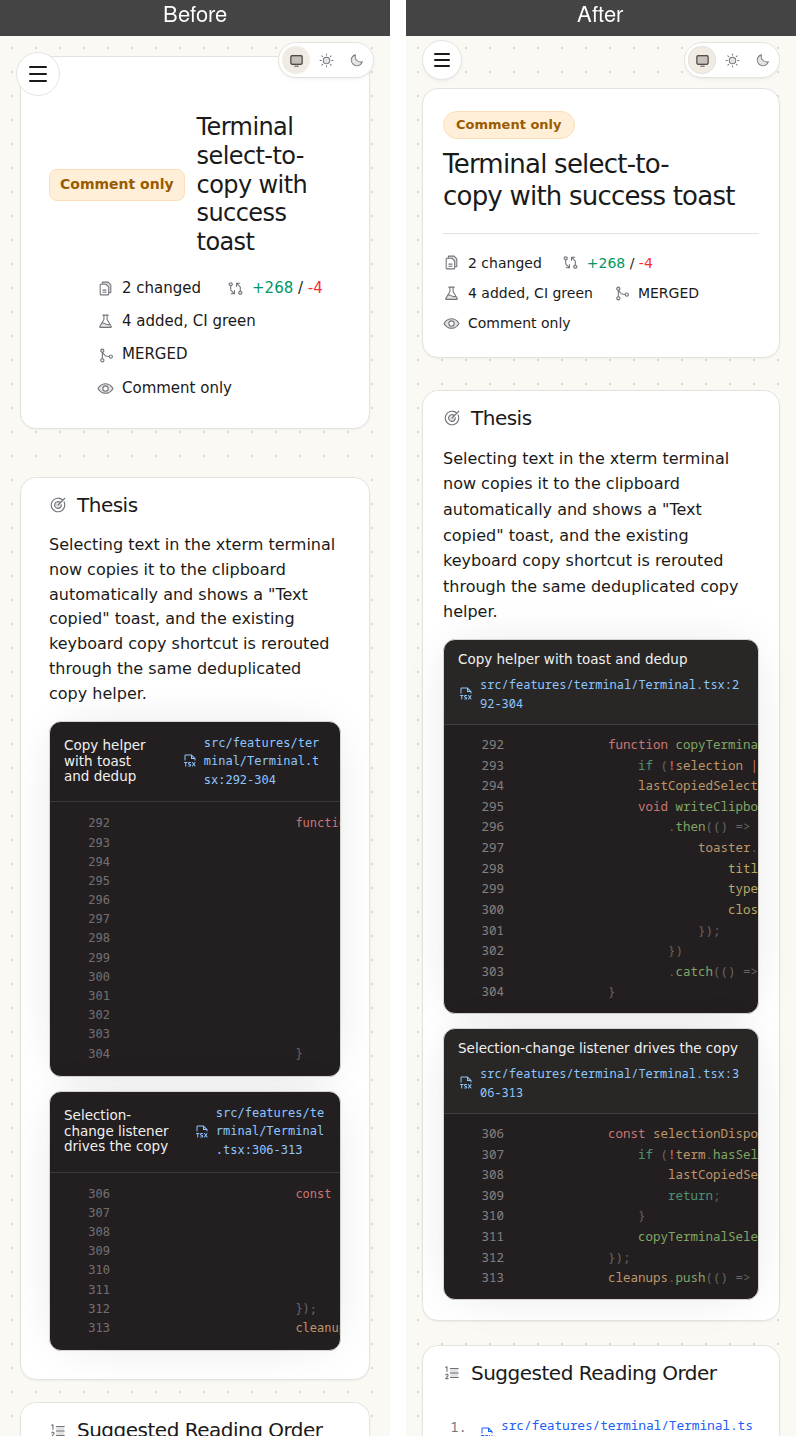 Before
Comment only
Terminal
select-to-
copy with
success
toast
2 changed +268 / -4
4 added, CI green
MERGED
Comment only
Thesis
Selecting text in the xterm terminal
now copies it to the clipboard
automatically and shows a "Text
copied" toast, and the existing
keyboard copy shortcut is rerouted
through the same deduplicated
copy helper.
Copy helper
with toast
and dedup
src/features/ter
minal/Terminal.t
sx:292-304
292 functi
293
294
295
296
297
298
299
300
301
302
303
304 }
Selection-
change listener
drives the copy
src/features/te
rminal/Terminal
.tsx:306-313
306 const
307
308
309
310
311
312 });
313 cleanu
Suggested Reading Order
After
Comment only
Terminal select-to-
copy with success toast
2 changed +268 / -4
4 added, CI green MERGED
Comment only
Thesis
Selecting text in the xterm terminal
now copies it to the clipboard
automatically and shows a "Text
copied" toast, and the existing
keyboard copy shortcut is rerouted
through the same deduplicated copy
helper.
Copy helper with toast and dedup
src/features/terminal/Terminal.tsx:2
92-304
292 function copyTermina
293 if (!selection |
294 lastCopiedSelect
295 void writeClipbo
296 .then(() =>
297 toaster.
298 titl
299 type
300 clos
301 });
302 })
303 .catch(() =>
304 }
Selection-change listener drives the copy
src/features/terminal/Terminal.tsx:3
06-313
306 const selectionDispo
307 if (!term.hasSel
308 lastCopiedSe
309 return;
310 }
311 copyTerminalSele
312 });
313 cleanups.push(() =>
Suggested Reading Order
1. src/features/terminal/Terminal.ts